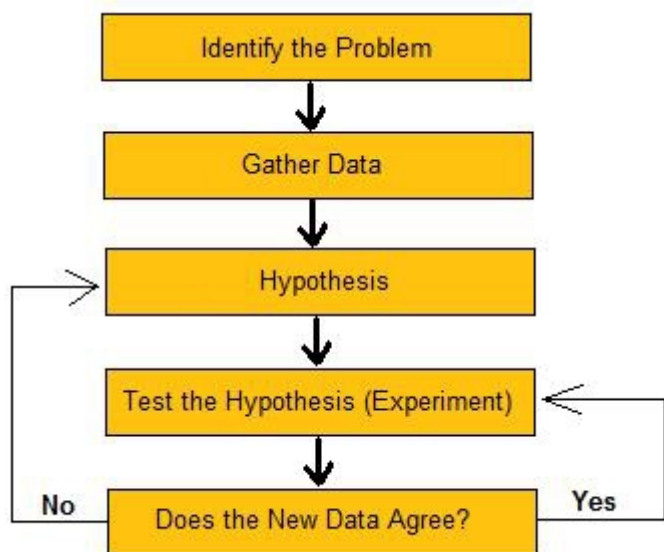 Identify the Problem
Gather Data
Hypothesis
Test the Hypothesis (Experiment)
No
Does the New Data Agree?
Yes